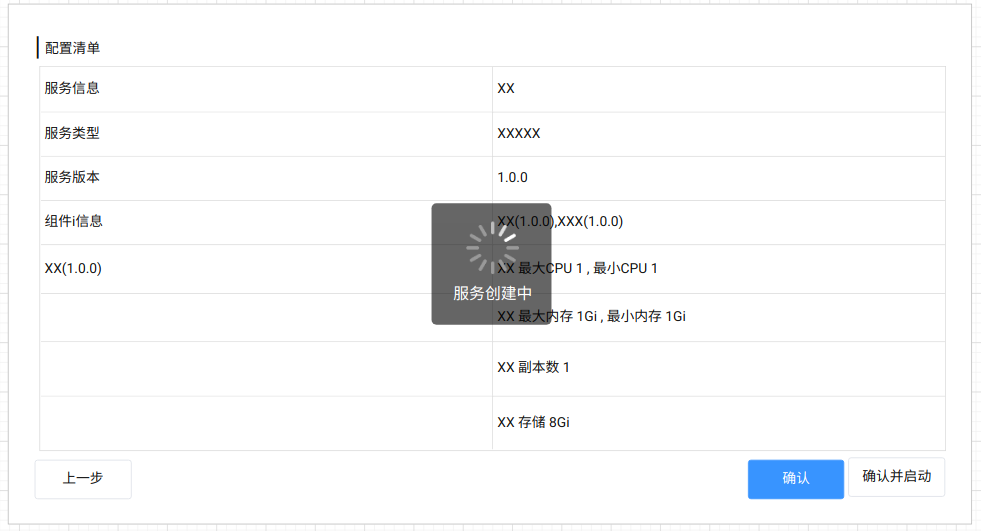 配置清单
服务信息 XX
服务类型 XXXXX
服务版本 1.0.0
组件i信息 XX(1.0.0),XXX(1.0.0)
XX(1.0.0) XX 最大CPU 1 , 最小CPU 1
服务创建中
XX 最大内存 1Gi , 最小内存 1Gi
XX 副本数 1
XX 存储 8Gi
上一步 确认 确认并启动